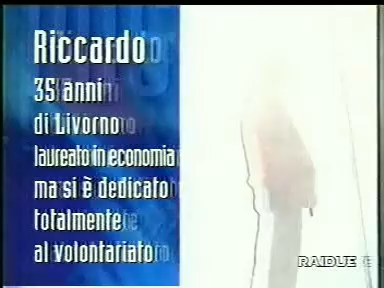 Riccardo
35 anni
di Livorno
laureato in economia
ma si è dedicato
totalmente
al volontariato
RAIDUE